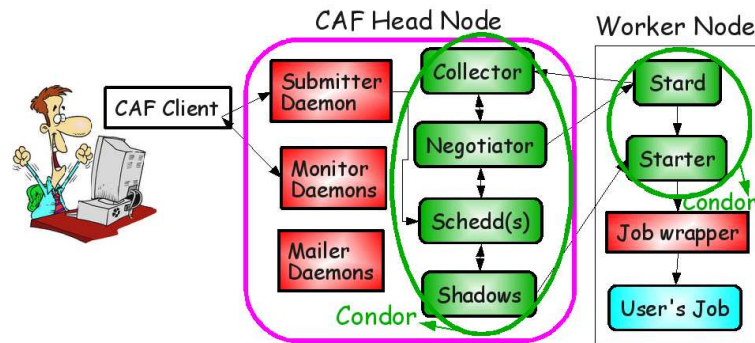 CAF Head Node
Worker Node
CAF Client
Submitter
Daemon
Monitor
Daemons
Mailer
Daemons
Collector
Negotiator
Schedd(s)
Shadows
Condor
Stard
Starter
Condor
Job wrapper
User's Job